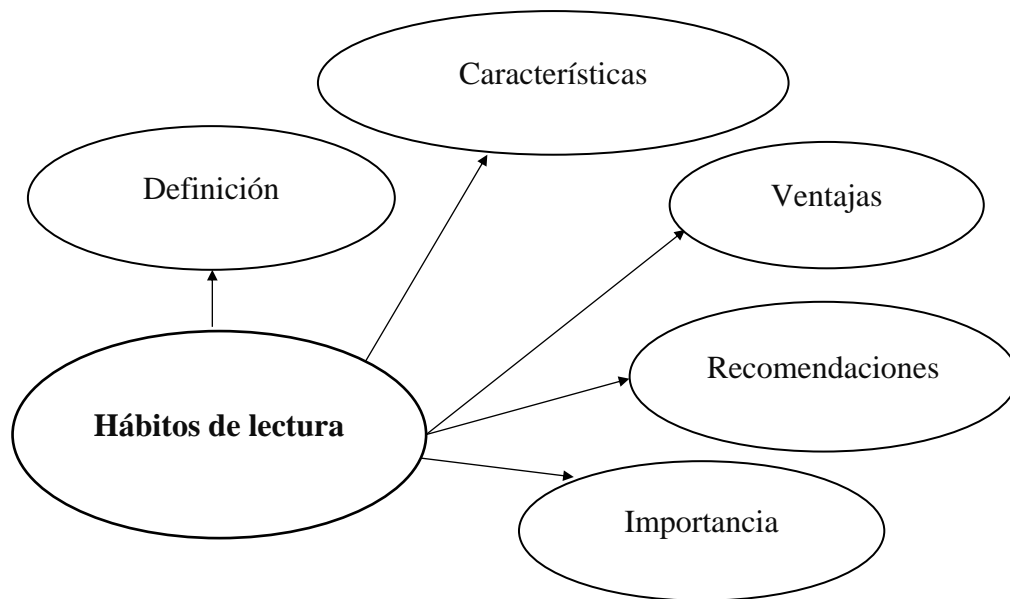 Características
Definición
Ventajas
Recomendaciones
Hábitos de lectura
Importancia